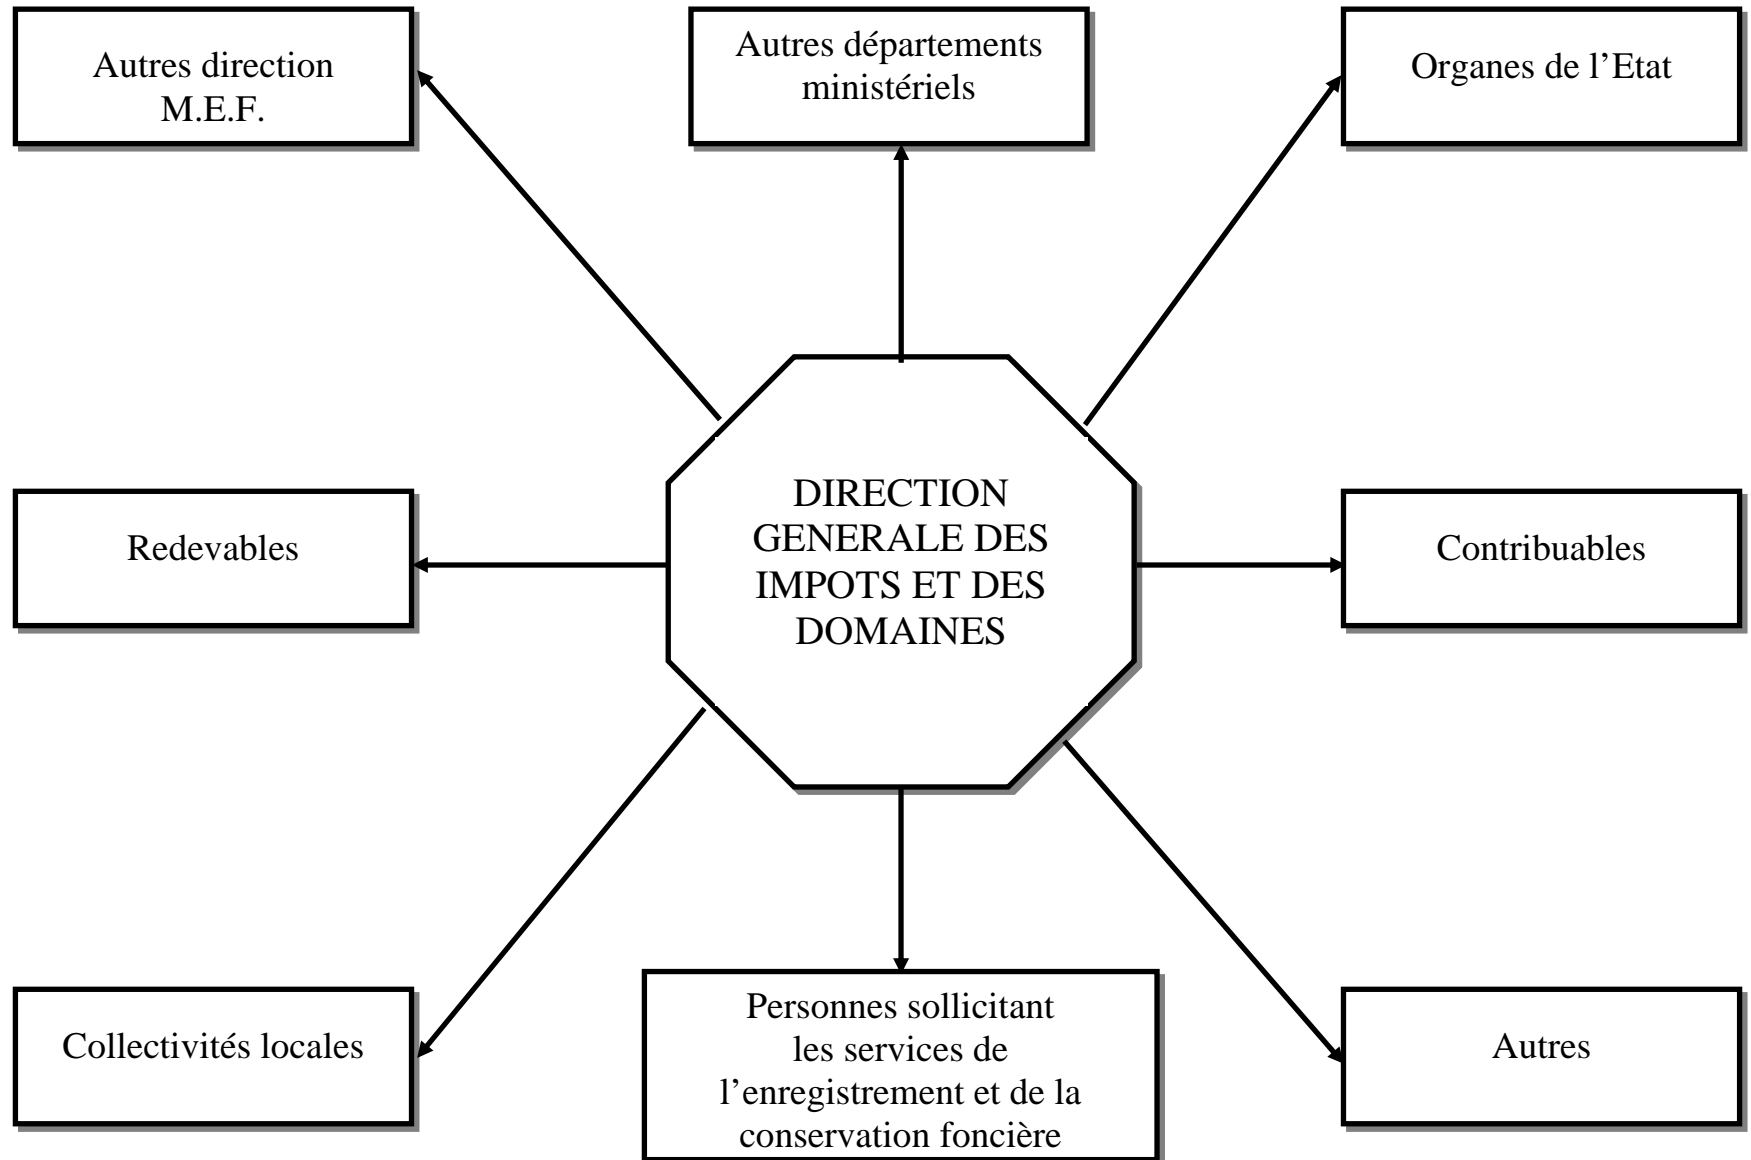 Autres direction
M.E.F.
Autres départements
ministériels
Organes de l’Etat
Redevables
DIRECTION
GENERALE DES
IMPOTS ET DES
DOMAINES
Contribuables
Collectivités locales
Personnes sollicitant
les services de
l’enregistrement et de la
conservation foncière
Autres